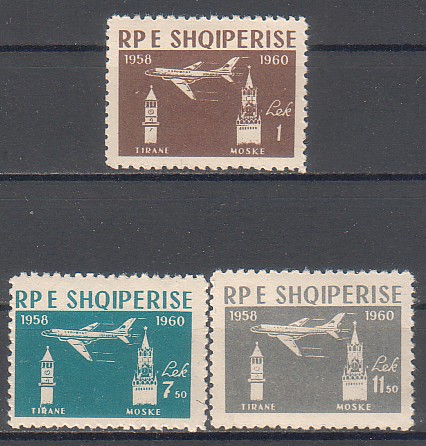 RP E SHQIPERISE
1958 1960
Lek
1
TIRANE MOSKE
RP E SHQIPERISE
1958 1960
Lek
7 50
TIRANE MOSKE
RP E SHQIPERISE
1958 1960
Lek
11 50
TIRANE MOSKE